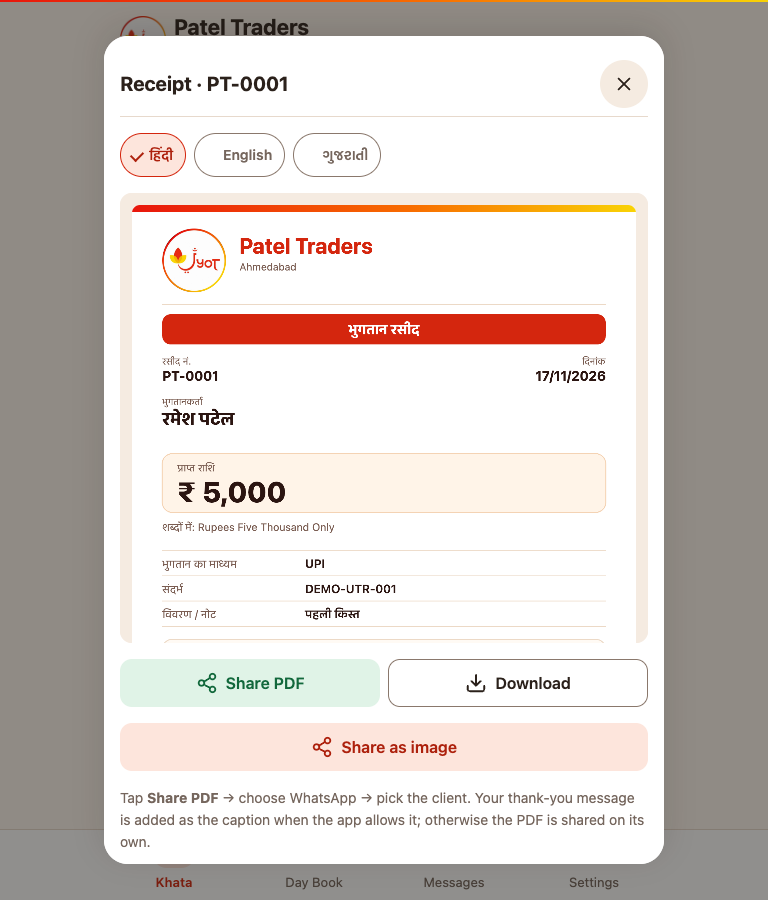 Patel Traders
Receipt · PT-0001
हिंदी
English
ગુજરાતી
Jyot
Patel Traders
Ahmedabad
भुगतान रसीद
रसीद नं.
दिनांक
PT-0001
17/11/2026
भुगतानकर्ता
रमेश पटेल
प्राप्त राशि
₹ 5,000
शब्दों में: Rupees Five Thousand Only
भुगतान का माध्यम UPI
संदर्भ DEMO-UTR-001
विवरण / नोट पहली किस्त
Share PDF
Download
Share as image
Tap Share PDF → choose WhatsApp → pick the client. Your thank-you message
is added as the caption when the app allows it; otherwise the PDF is shared on its
own.
Khata
Day Book
Messages
Settings